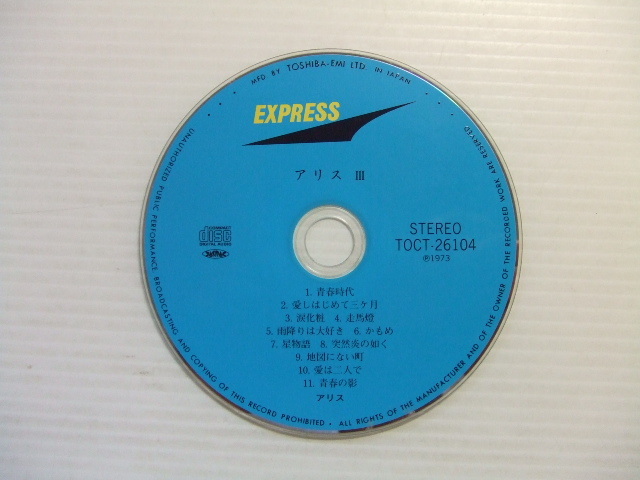 MFD BY TOSHIBA-EMI LTD. IN JAPAN
EXPRESS
アリス III
COMPACT
disc
DIGITAL AUDIO
STEREO
TOCT-26104
℗1973
1. 青春時代
2. 愛しはじめて三ケ月
3. 涙化粧 4. 走馬燈
5. 雨降りは大好き 6. かもめ
7. 星物語 8. 突然炎の如く
9. 地図にない町
10. 愛は二人で
11. 青春の影
アリス
UNAUTHORIZED PUBLIC PERFORMANCE BROADCASTING AND COPYING OF THIS RECORD PROHIBITED · ALL RIGHTS OF THE MANUFACTURER AND OF THE OWNER OF THE RECORDED WORK ARE RESERVED